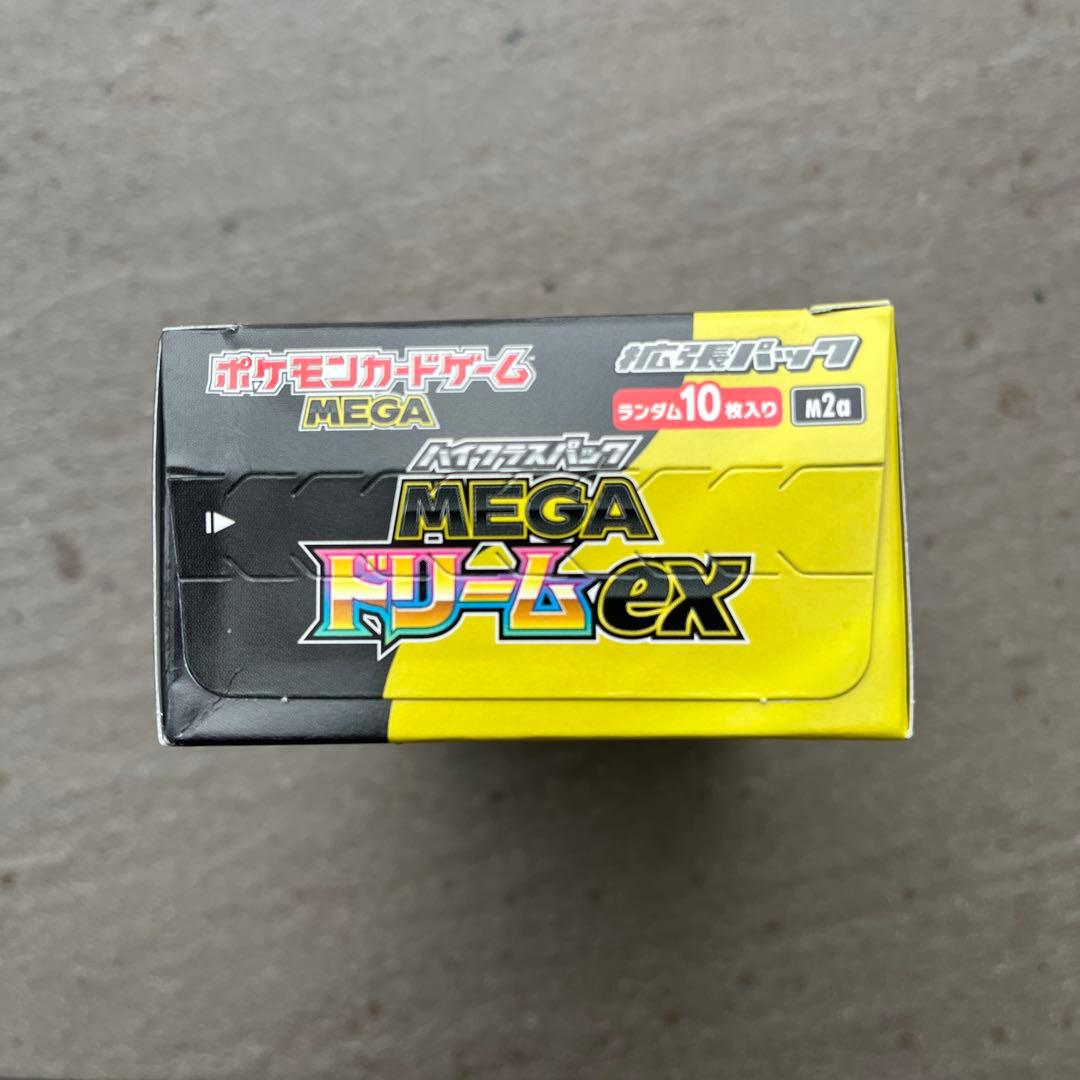 ポケモンカードゲーム
MEGA
拡張パック
ランダム10枚入り M2a
ハイクラスパック
MEGA
ドリームex